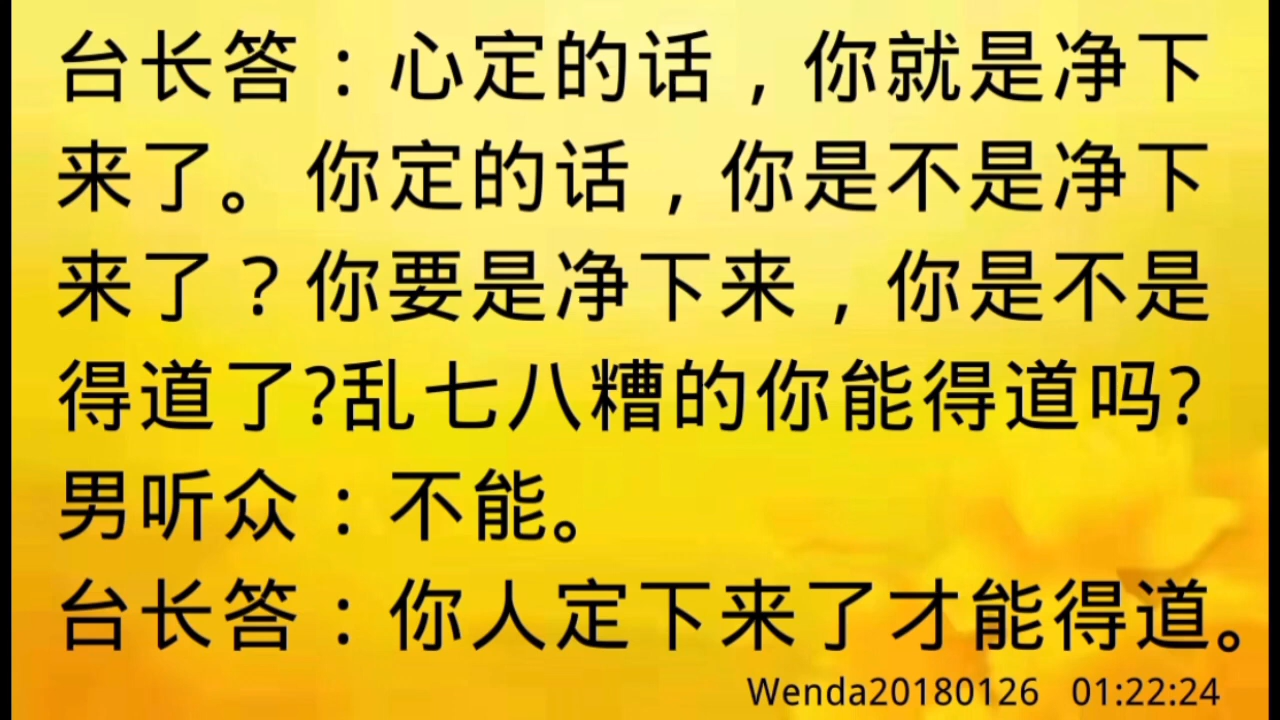 台长答：心定的话，你就是净下
来了。你定的话，你是不是净下
来了？你要是净下来，你是不是
得道了?乱七八糟的你能得道吗?
男听众：不能。
台长答：你人定下来了才能得道。
Wenda20180126 01:22:24